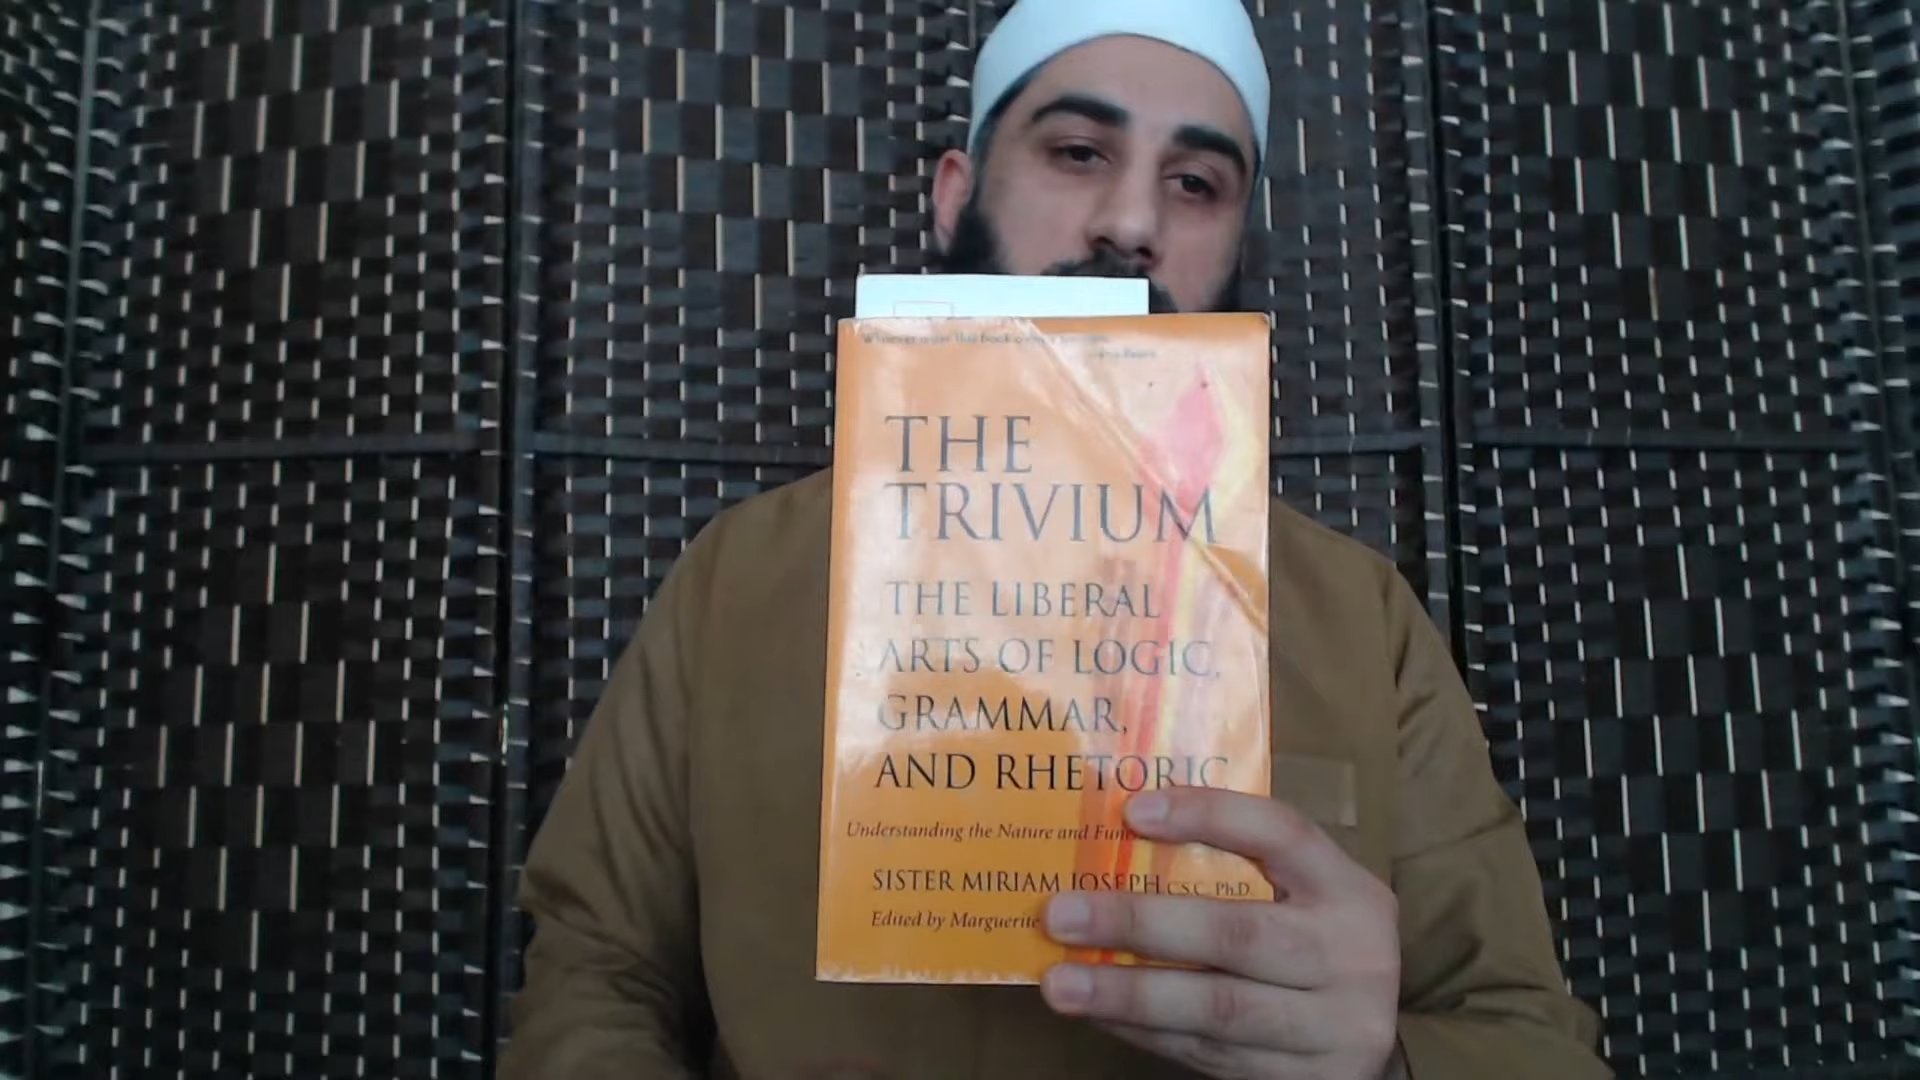 THE
TRIVIUM
THE LIBERAL
ARTS OF LOGIC,
GRAMMAR,
AND RHETORIC
Understanding the Nature and
SISTER MIRIAM JOSEPH C.S.C. Ph.D.
Edited by Marguerite